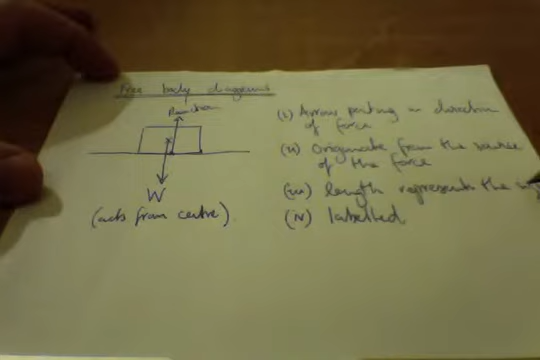 Free body diagrams
Reaction
W
(acts from centre)
(i) Arrow pointing in direction
of force
(ii) Originate from the source
of the force
(iii) length represents the
(iv) labelled